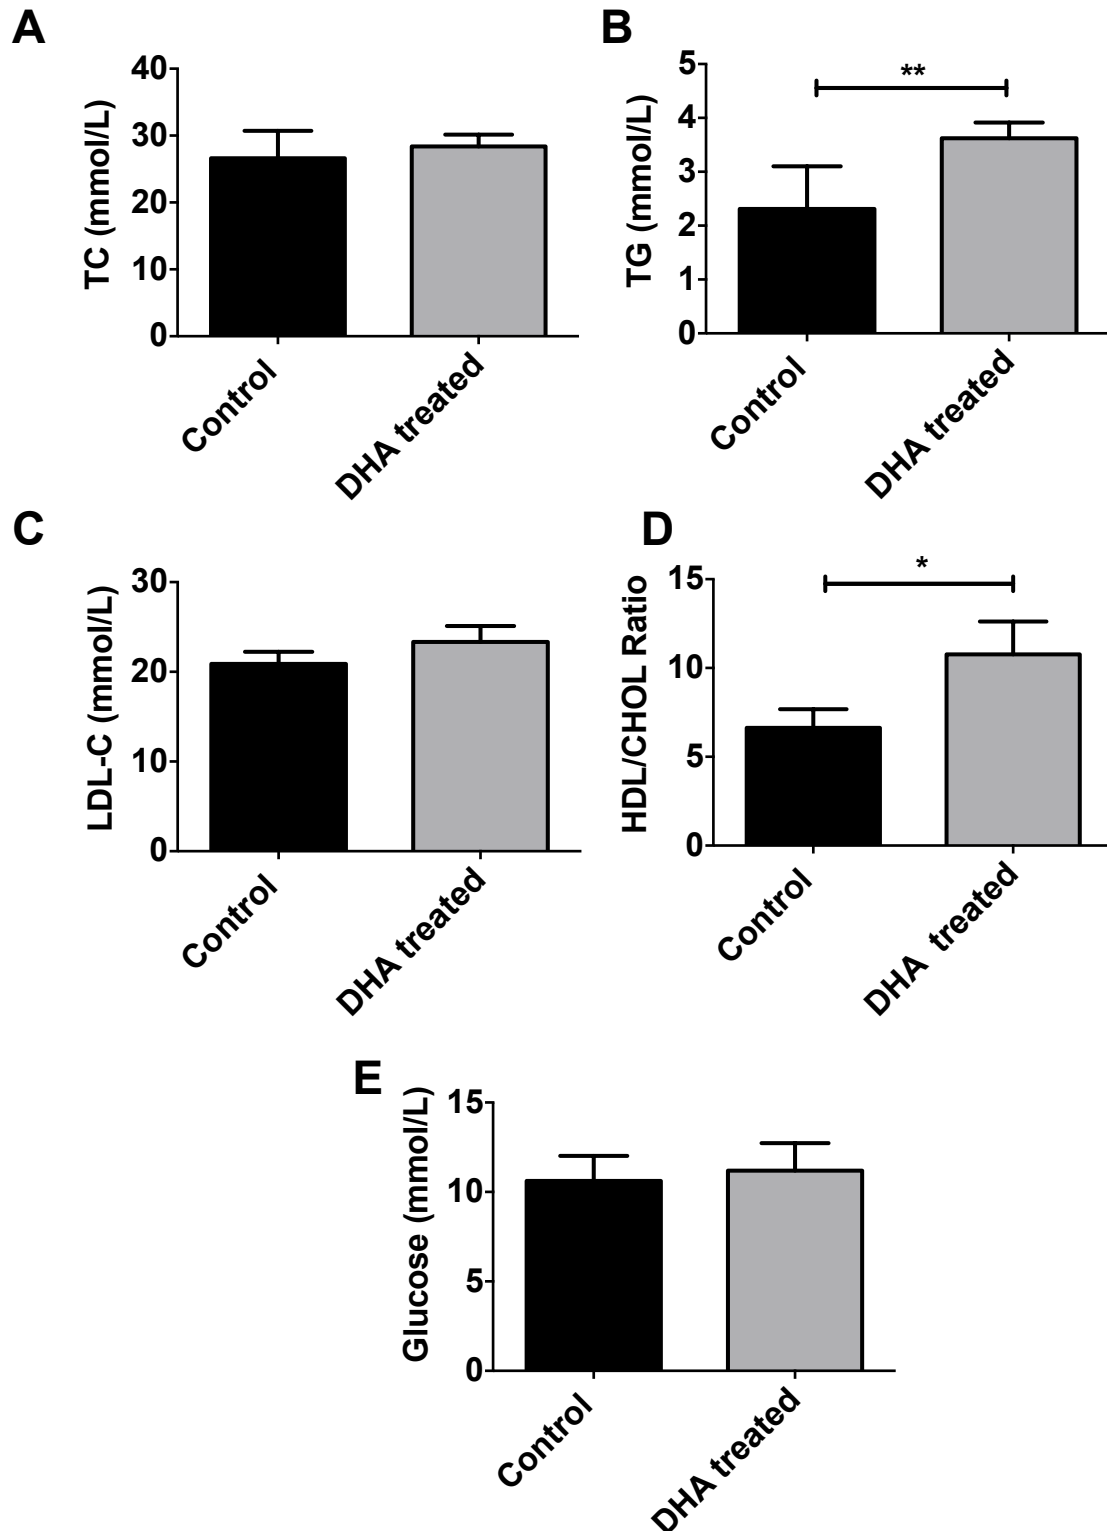 A
TC (mmol/L)
40
30
20
10
0
Control
DHA treated
B
TG (mmol/L)
5
4
3
2
1
0
**
Control
DHA treated
C
LDL-C (mmol/L)
30
20
10
0
Control
DHA treated
D
HDL/CHOL Ratio
15
10
5
0
*
Control
DHA treated
E
Glucose (mmol/L)
15
10
5
0
Control
DHA treated